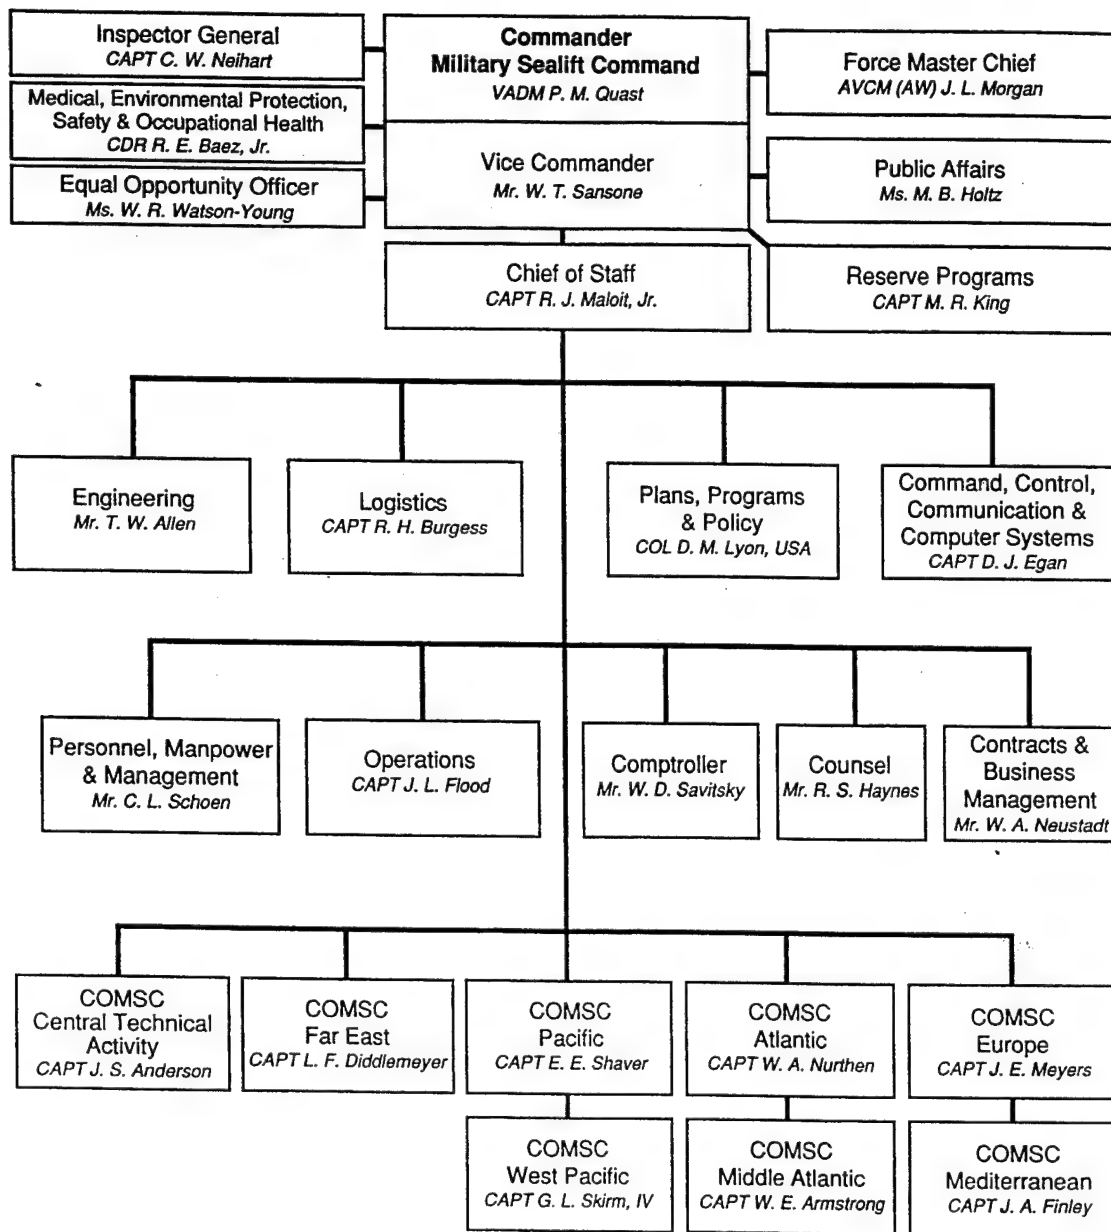 Inspector General
CAPT C. W. Neihart
Medical, Environmental Protection,
Safety & Occupational Health
CDR R. E. Baez, Jr.
Equal Opportunity Officer
Ms. W. R. Watson-Young
Commander
Military Sealift Command
VADM P. M. Quast
Vice Commander
Mr. W. T. Sansone
Chief of Staff
CAPT R. J. Maloit, Jr.
Force Master Chief
AVCM (AW) J. L. Morgan
Public Affairs
Ms. M. B. Holtz
Reserve Programs
CAPT M. R. King
Engineering
Mr. T. W. Allen
Logistics
CAPT R. H. Burgess
Plans, Programs
& Policy
COL D. M. Lyon, USA
Command, Control,
Communication &
Computer Systems
CAPT D. J. Egan
Personnel, Manpower
& Management
Mr. C. L. Schoen
Operations
CAPT J. L. Flood
Comptroller
Mr. W. D. Savitsky
Counsel
Mr. R. S. Haynes
Contracts &
Business
Management
Mr. W. A. Neustadt
COMSC
Central Technical
Activity
CAPT J. S. Anderson
COMSC
Far East
CAPT L. F. Diddlemeyer
COMSC
Pacific
CAPT E. E. Shaver
COMSC
Atlantic
CAPT W. A. Nurthen
COMSC
Europe
CAPT J. E. Meyers
COMSC
West Pacific
CAPT G. L. Skirm, IV
COMSC
Middle Atlantic
CAPT W. E. Armstrong
COMSC
Mediterranean
CAPT J. A. Finley